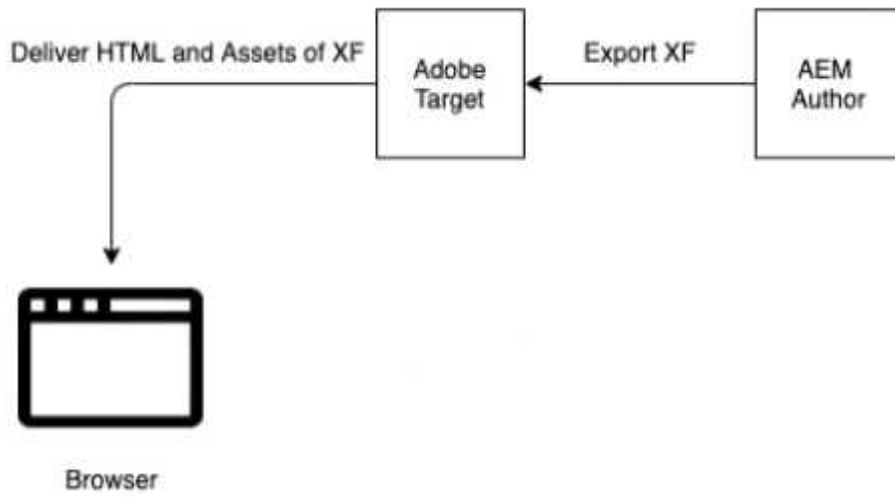 Deliver HTML and Assets of XF
Adobe
Target
Export XF
AEM
Author
Browser